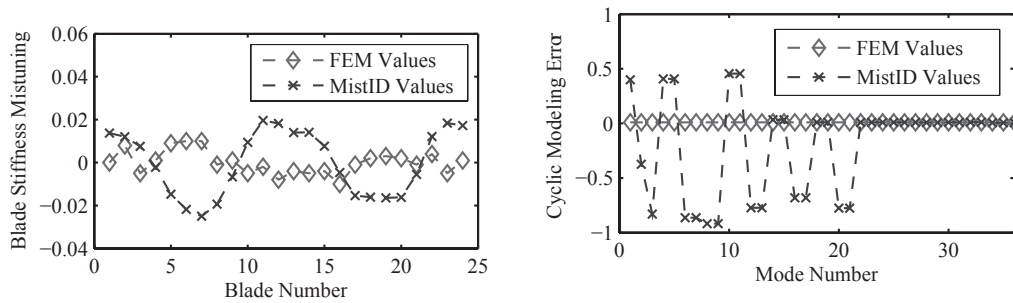 Blade Stiffness Mistuning
0.06
0.04
0.02
0
−0.02
−0.04
FEM Values
MistID Values
0 5 10 15 20 25
Blade Number
Cyclic Modeling Error
1
0.5
0
−0.5
−1
FEM Values
MistID Values
0 10 20 30
Mode Number